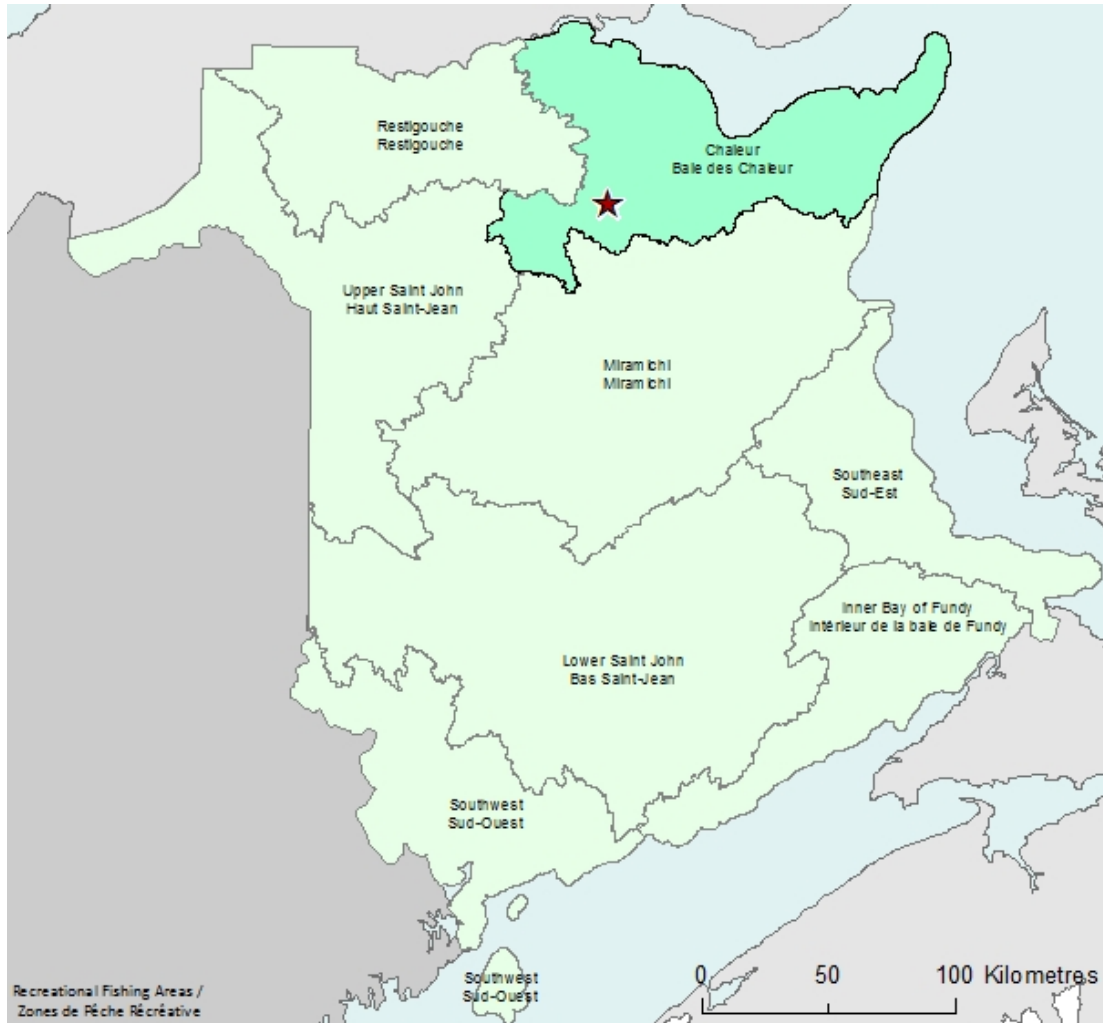 Restigouche
Restigouche
Chaleur
Baie des Chaleur
Upper Saint John
Haut Saint-Jean
Miramichi
Miramichi
Southeast
Sud-Est
Inner Bay of Fundy
Intérieur de la baie de Fundy
Lower Saint John
Bas Saint-Jean
Southwest
Sud-Ouest
Southwest
Sud-Ouest
0 50 100 Kilometres
Recreational Fishing Areas /
Zones de Pêche Récréative